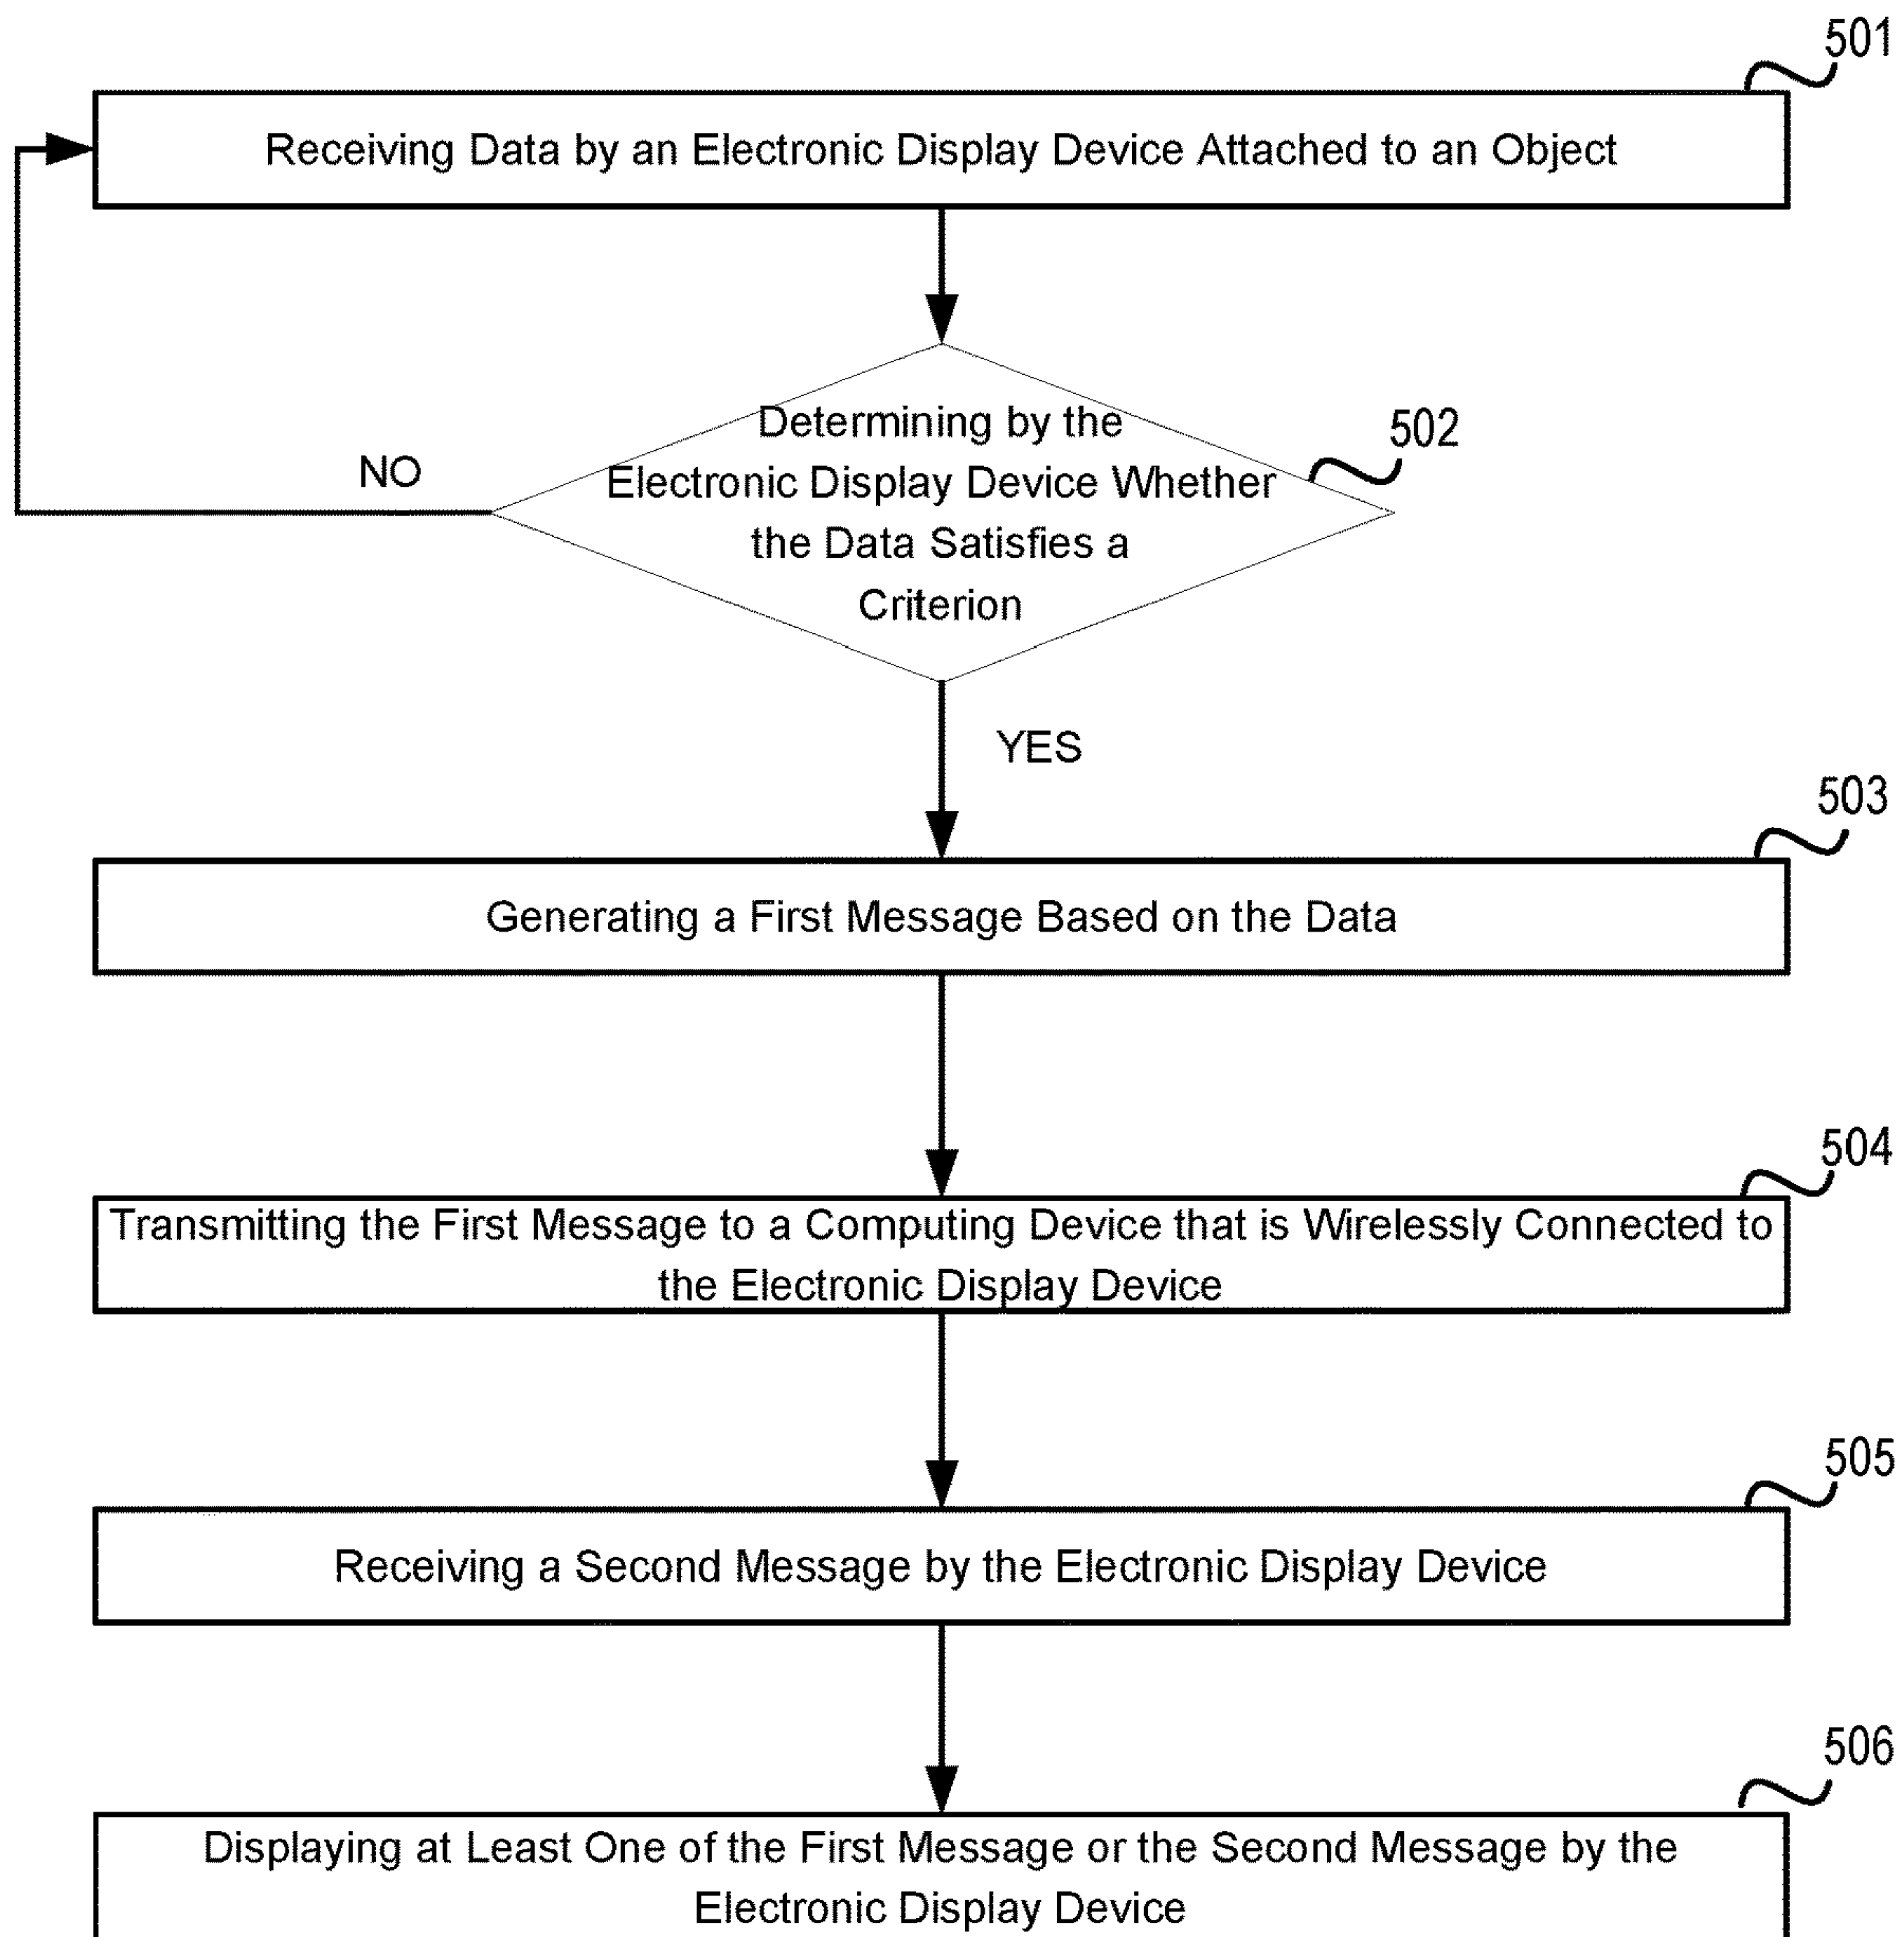 501
Receiving Data by an Electronic Display Device Attached to an Object
Determining by the
502
Electronic Display Device Whether
NO
the Data Satisfies a
Criterion
YES
503
Generating a First Message Based on the Data
504
Transmitting the First Message to a Computing Device that is Wirelessly Connected to
the Electronic Display Device
505
Receiving a Second Message by the Electronic Display Device
506
Displaying at Least One of the First Message or the Second Message by the
Electronic Display Device